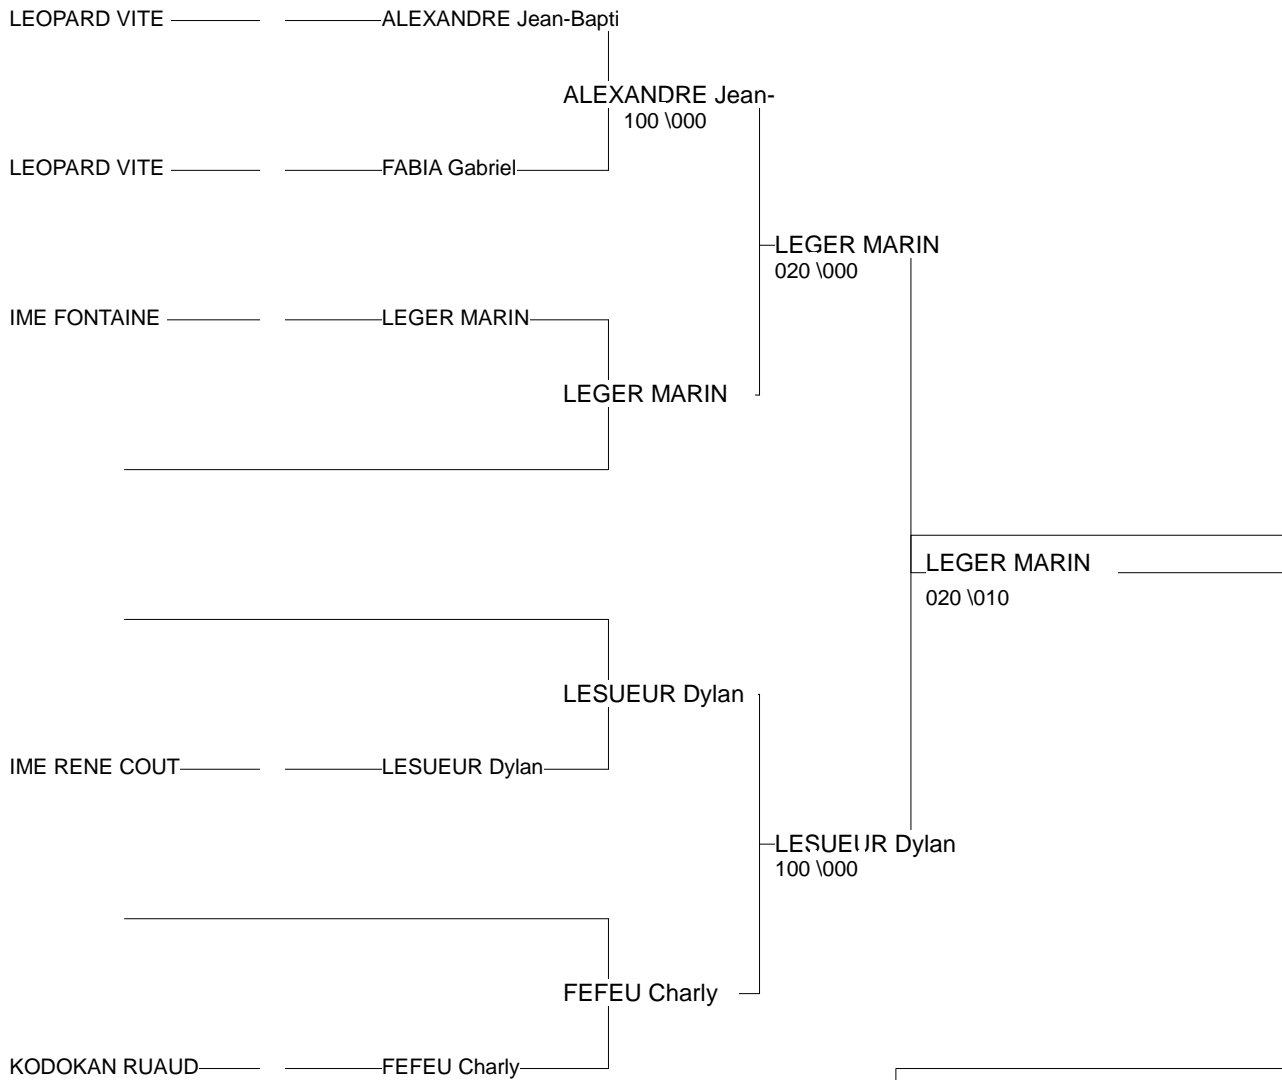 LEOPARD VITE ALEXANDRE Jean-Bapti
ALEXANDRE Jean-
100 \000
LEOPARD VITE FABIA Gabriel
LEGER MARIN
020 \000
IME FONTAINE LEGER MARIN
LEGER MARIN
LEGER MARIN
020 \010
LESUEUR Dylan
IME RENE COUT LESUEUR Dylan
LESUEUR Dylan
100 \000
FEFEU Charly
KODOKAN RUAUD FEFEU Charly